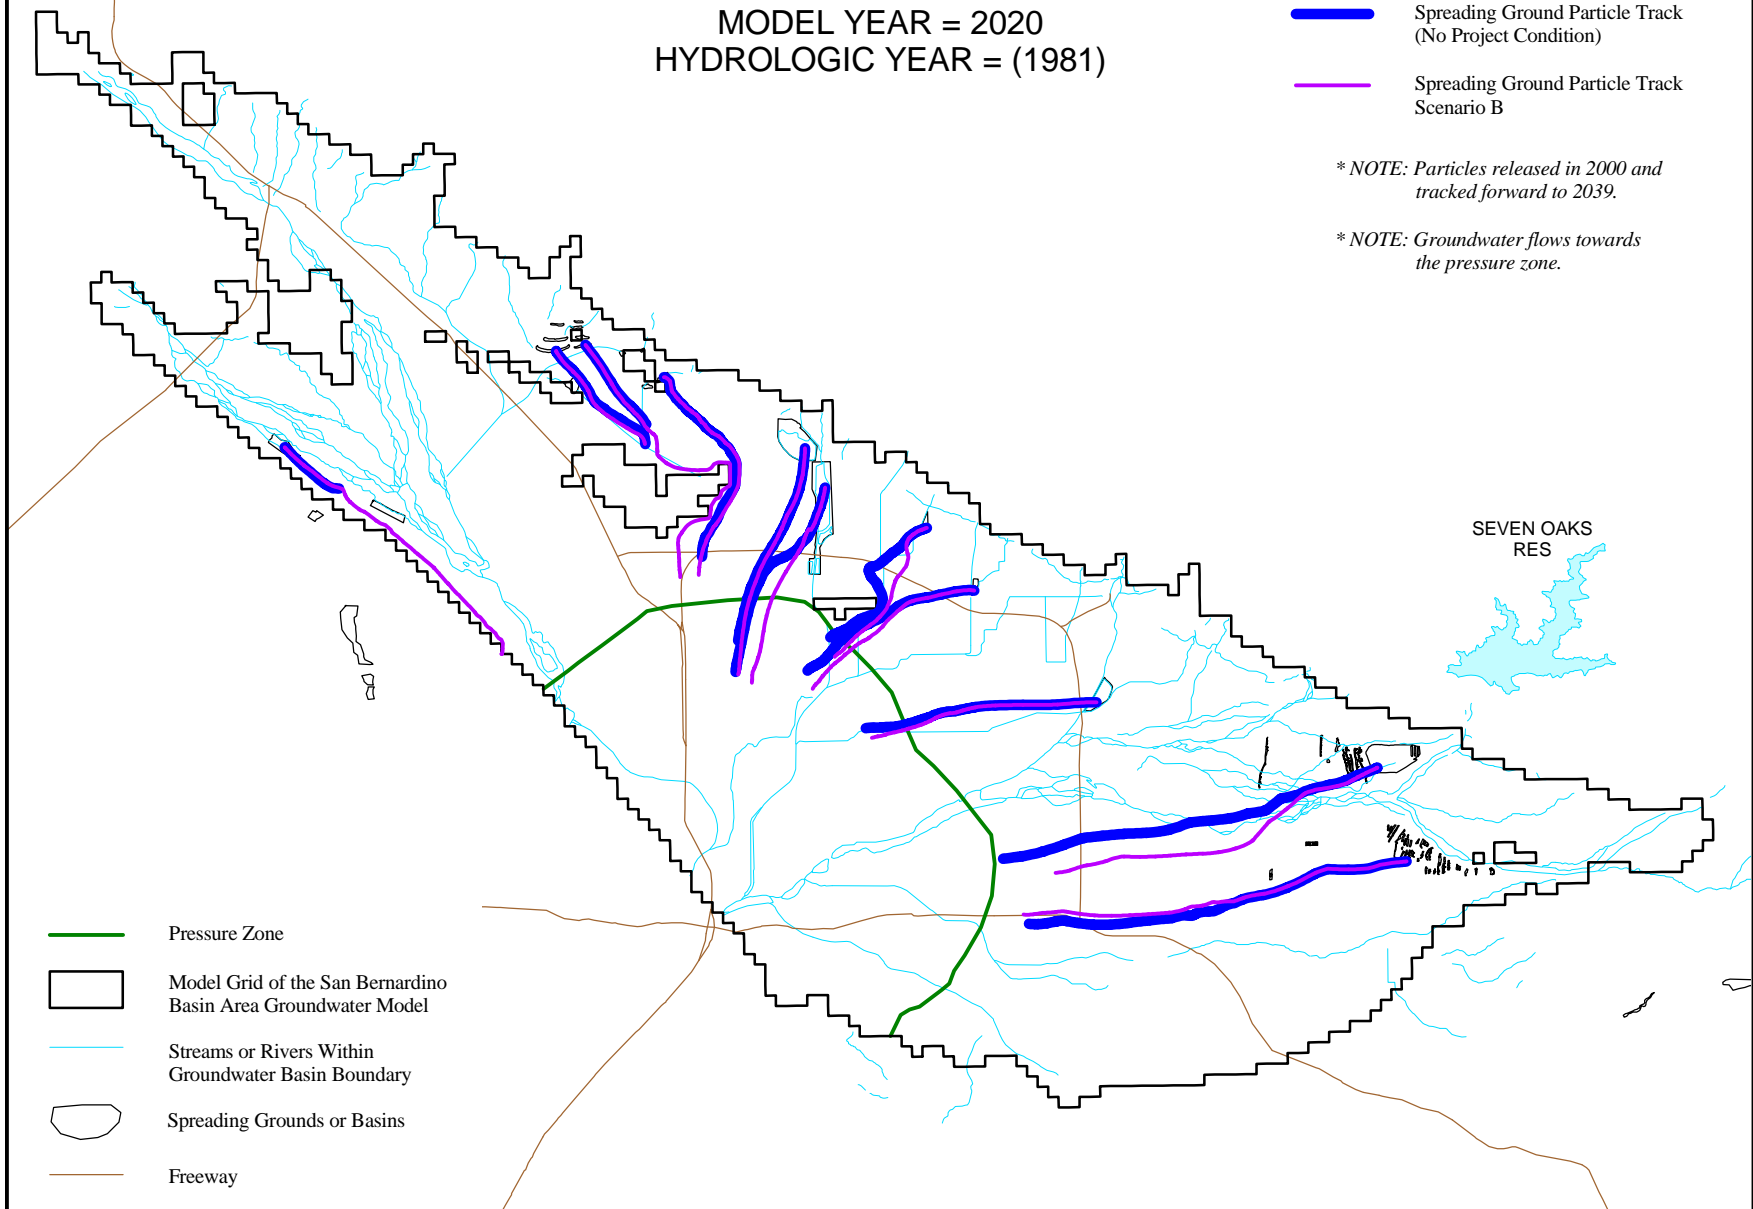 MODEL YEAR = 2020
HYDROLOGIC YEAR = (1981)
Spreading Ground Particle Track
(No Project Condition)
Spreading Ground Particle Track
Scenario B
* NOTE: Particles released in 2000 and
tracked forward to 2039.
* NOTE: Groundwater flows towards
the pressure zone.
SEVEN OAKS
RES
Pressure Zone
Model Grid of the San Bernardino
Basin Area Groundwater Model
Streams or Rivers Within
Groundwater Basin Boundary
Spreading Grounds or Basins
Freeway